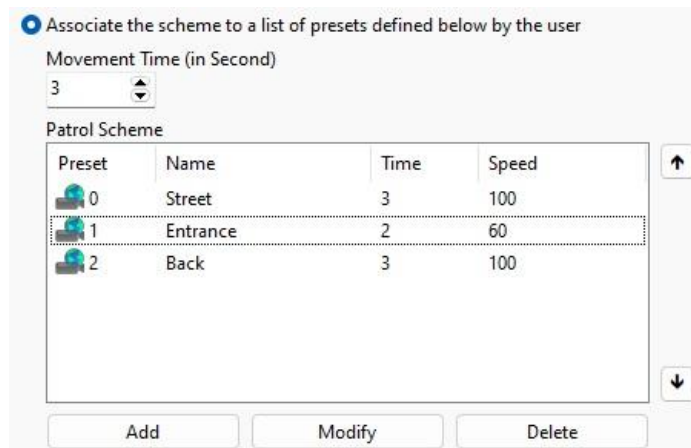 Associate the scheme to a list of presets defined below by the user
Movement Time (in Second)
3
Patrol Scheme
Preset Name Time Speed
0 Street 3 100
1 Entrance 2 60
2 Back 3 100
Add Modify Delete